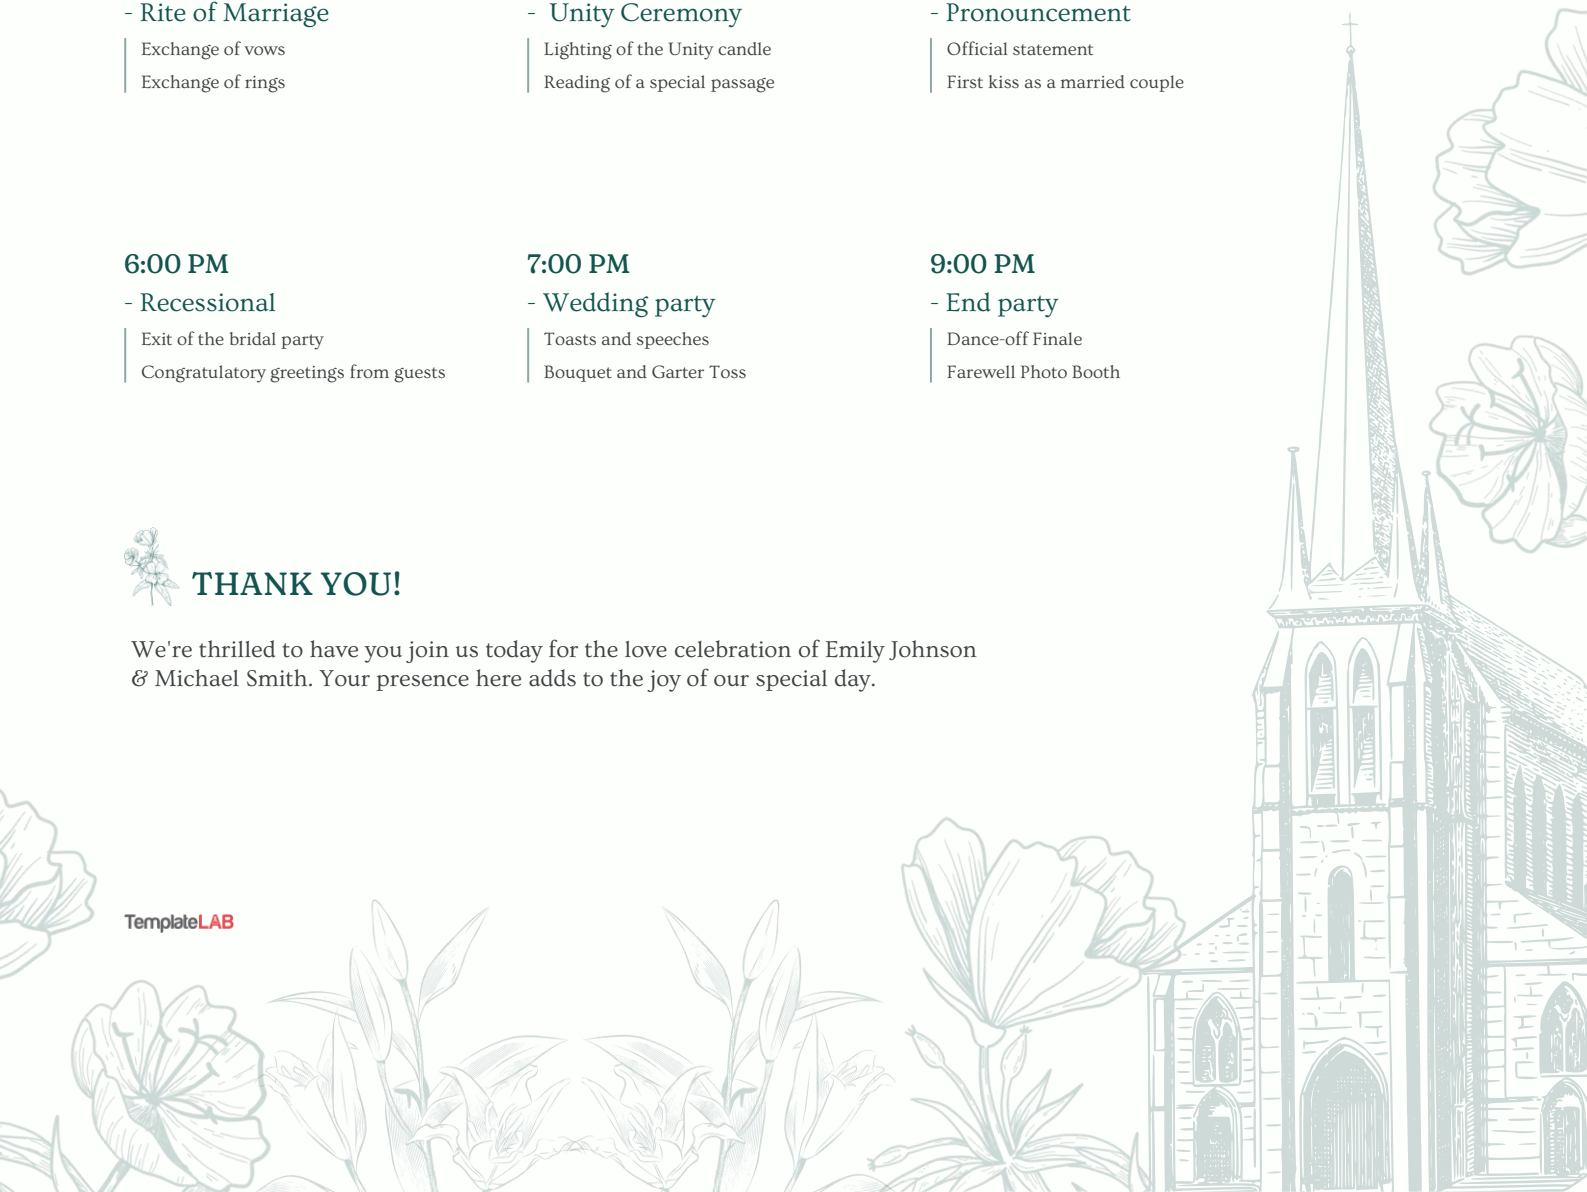 - Rite of Marriage
Exchange of vows
Exchange of rings
- Unity Ceremony
Lighting of the Unity candle
Reading of a special passage
- Pronouncement
Official statement
First kiss as a married couple
6:00 PM
- Recessional
Exit of the bridal party
Congratulatory greetings from guests
7:00 PM
- Wedding party
Toasts and speeches
Bouquet and Garter Toss
9:00 PM
- End party
Dance-off Finale
Farewell Photo Booth
THANK YOU!
We're thrilled to have you join us today for the love celebration of Emily Johnson
& Michael Smith. Your presence here adds to the joy of our special day.
TemplateLAB